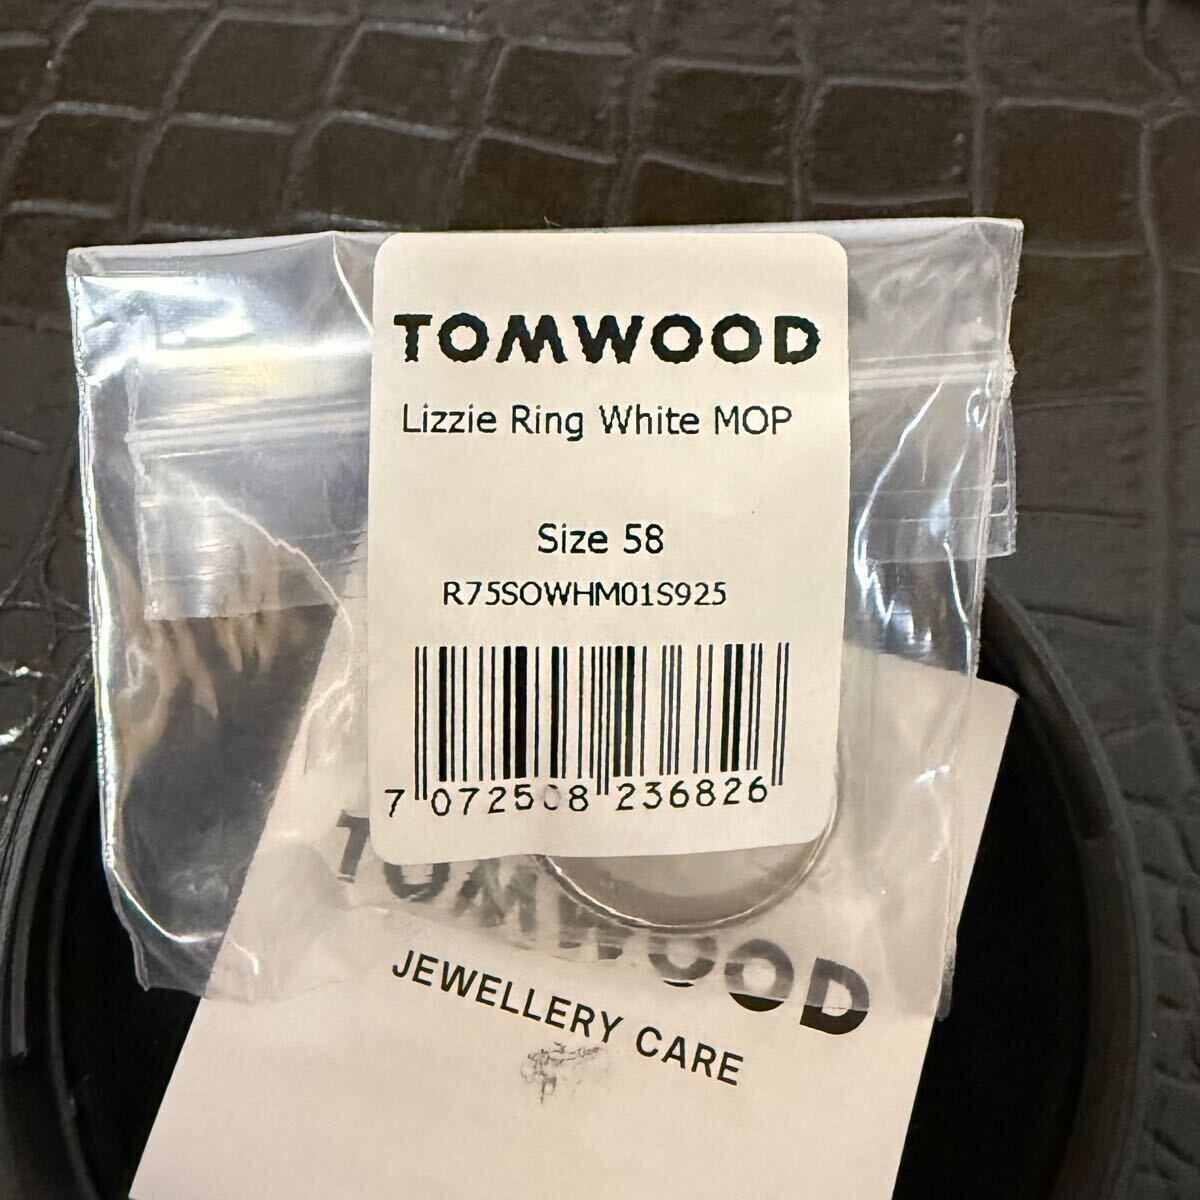 TOMWOOD
Lizzie Ring White MOP
Size 58
R75SOWHM01S925
7 072508 236826
TOMWOOD
JEWELLERY CARE